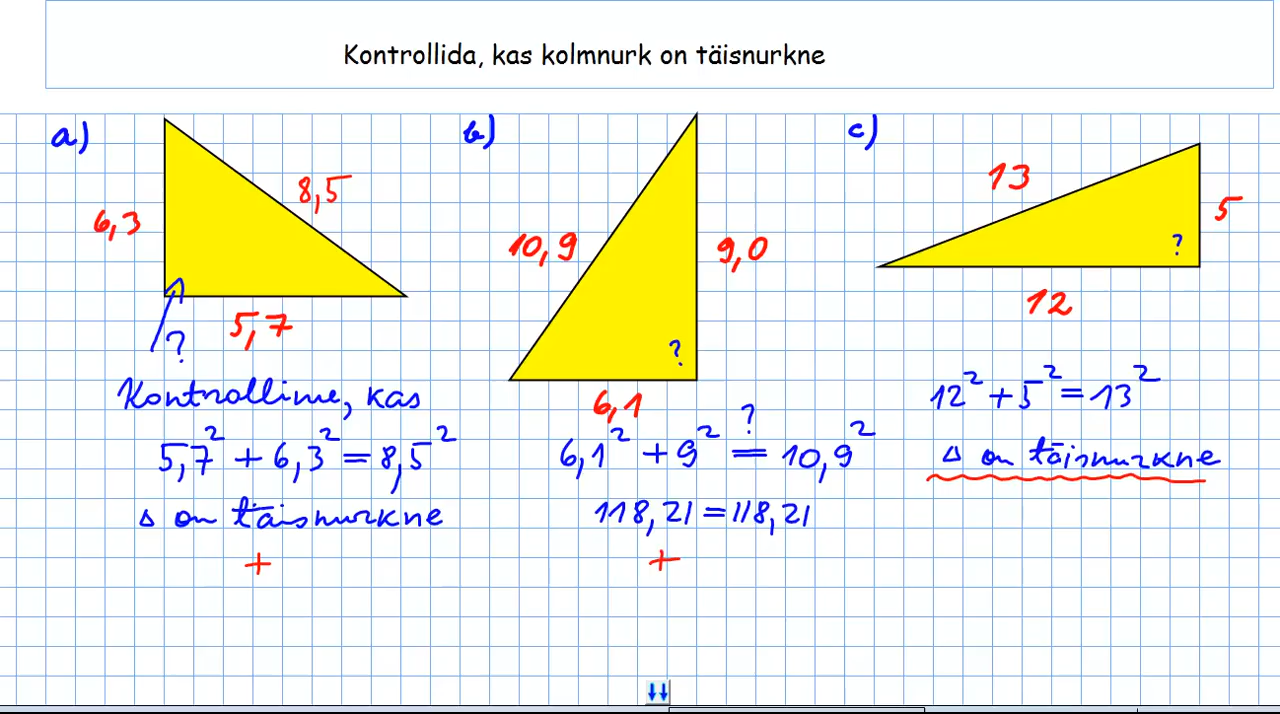 Kontrollida, kas kolmnurk on täisnurkne
a)
6,3
8,5
5,7
?
Kontrollime, kas
5,7² + 6,3² = 8,5²
△ on täisnurkne
+
b)
10,9
9,0
?
6,1
?
6,1² + 9² = 10,9²
118,21 = 118,21
+
c)
13
5
?
12
12² + 5² = 13²
△ on täisnurkne